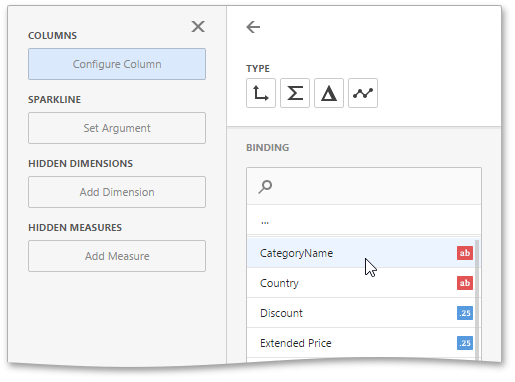 COLUMNS
Configure Column
SPARKLINE
Set Argument
HIDDEN DIMENSIONS
Add Dimension
HIDDEN MEASURES
Add Measure
TYPE
BINDING
...
CategoryName ab
Country ab
Discount .25
Extended Price .25